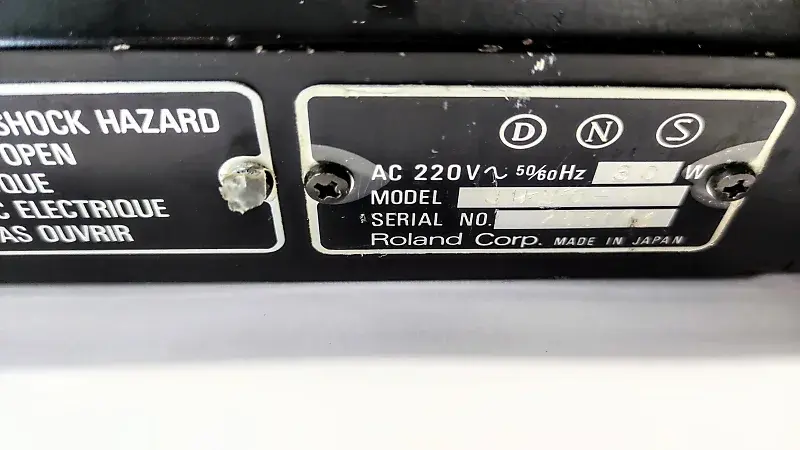 SHOCK HAZARD
OPEN
QUE
C ELECTRIQUE
AS OUVRIR
D N S
AC 220V~ 50/60Hz 30 W
MODEL
SERIAL NO.
Roland Corp. MADE IN JAPAN